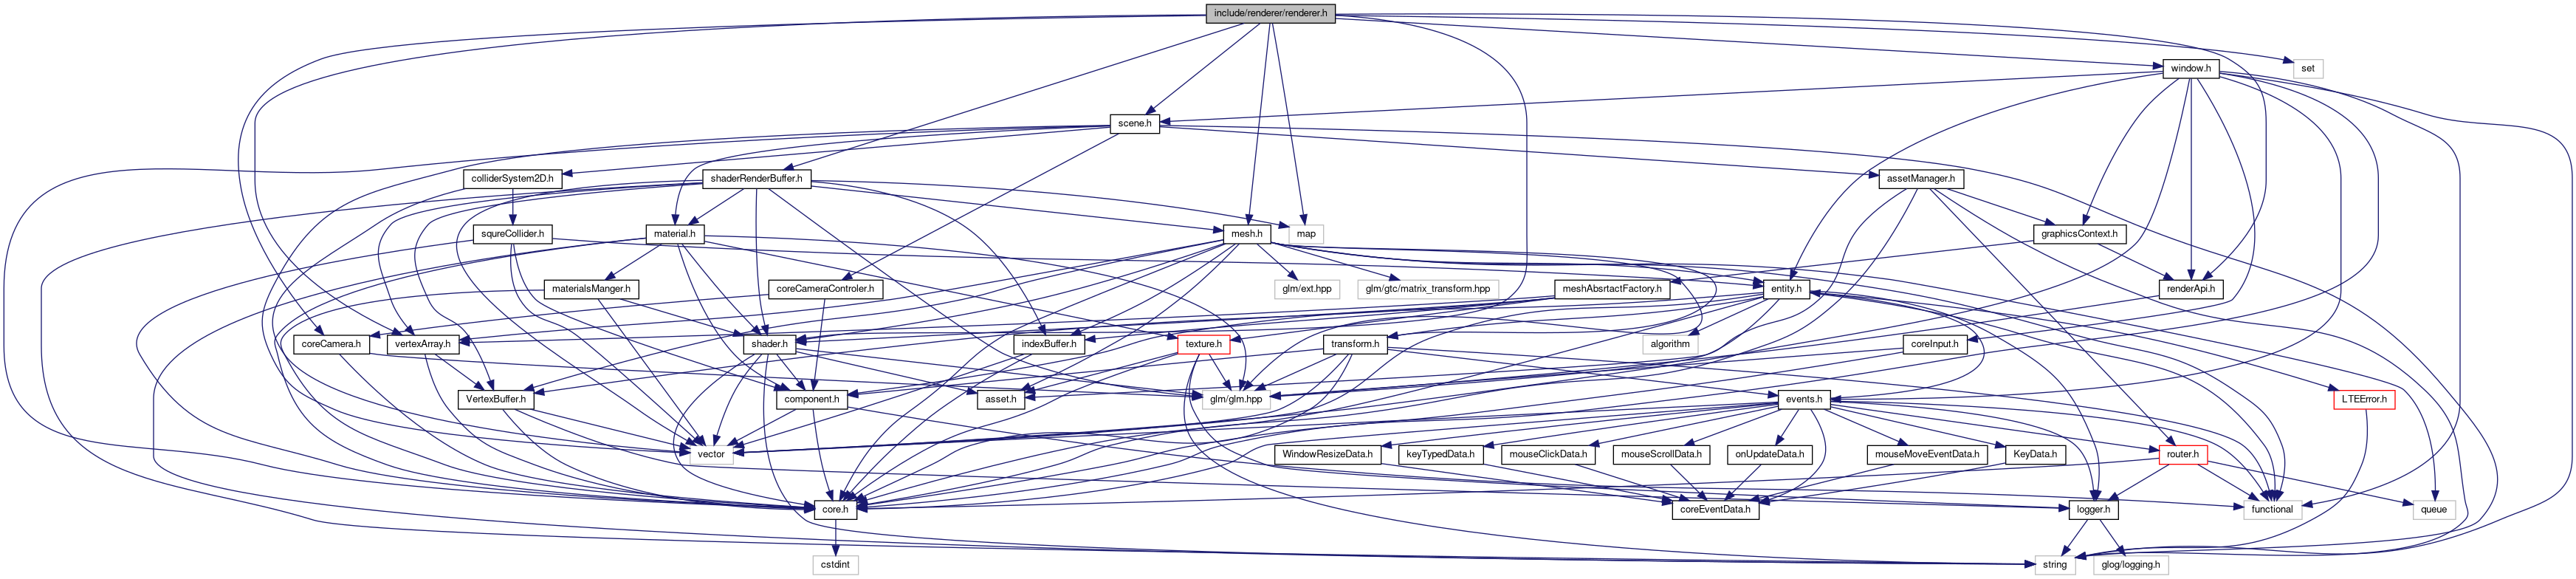 include/renderer/renderer.h
window.h
set
scene.h
colliderSystem2D.h
shaderRenderBuffer.h
assetManager.h
squreCollider.h
material.h
mesh.h
map
graphicsContext.h
materialsManger.h
coreCameraControler.h
glm/ext.hpp
glm/gtc/matrix_transform.hpp
meshAbsrtactFactory.h
entity.h
renderApi.h
coreCamera.h
vertexArray.h
shader.h
indexBuffer.h
texture.h
transform.h
algorithm
coreInput.h
VertexBuffer.h
component.h
asset.h
glm/glm.hpp
events.h
LTEError.h
vector
WindowResizeData.h
keyTypedData.h
mouseClickData.h
mouseScrollData.h
onUpdateData.h
mouseMoveEventData.h
KeyData.h
router.h
core.h
coreEventData.h
logger.h
functional
queue
cstdint
string
glog/logging.h